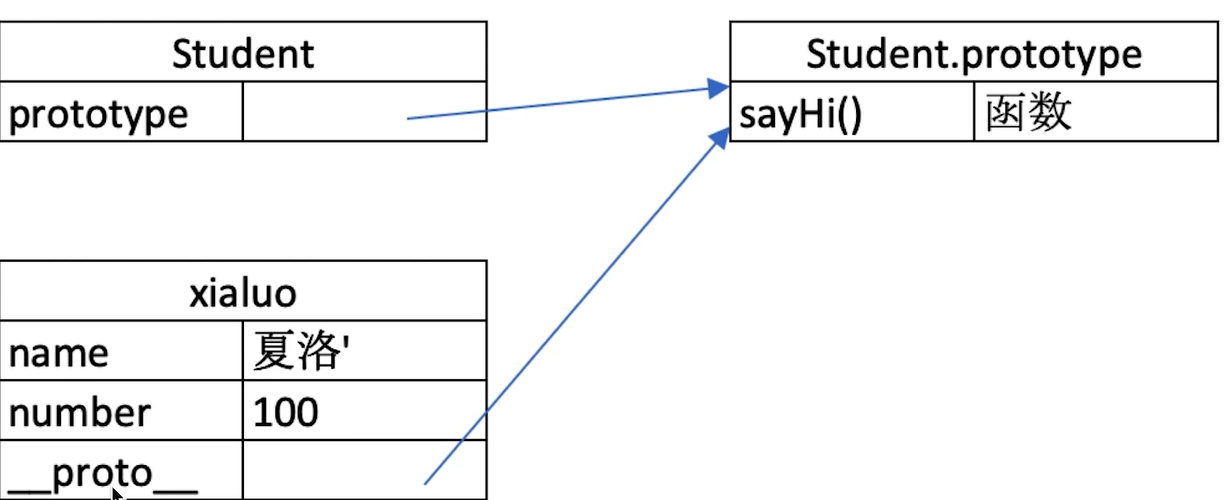 Student
prototype
Student.prototype
sayHi() 函数
xialuo
name 夏洛'
number 100
__proto__